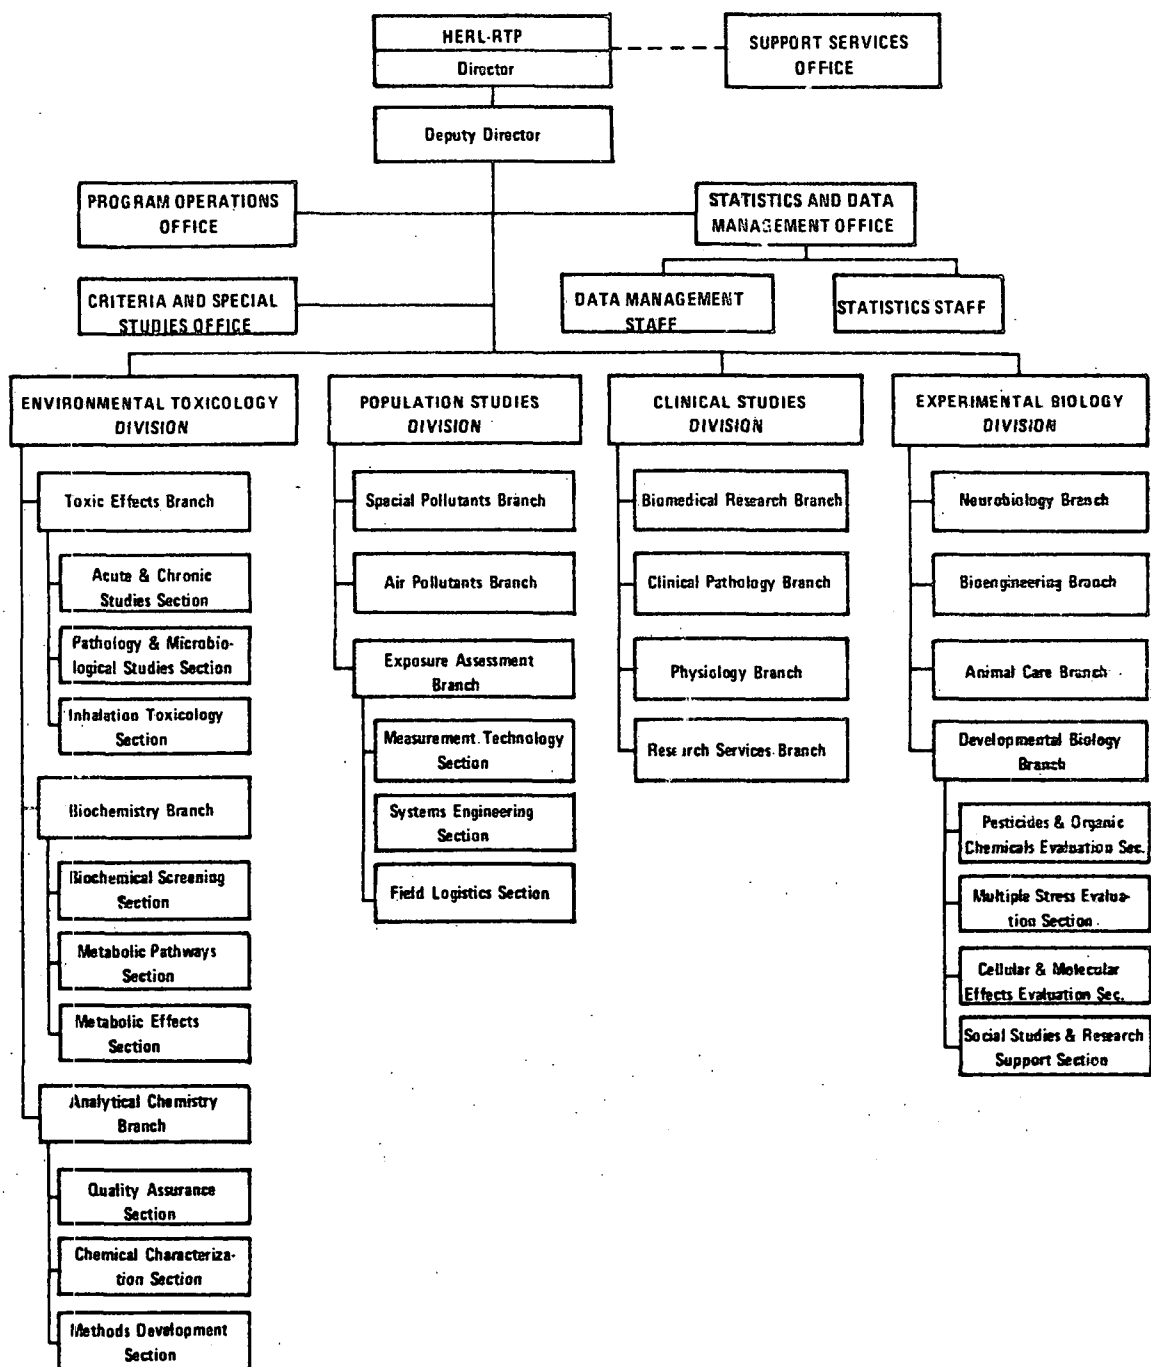 HERL-RTP
Director
SUPPORT SERVICES
OFFICE
Deputy Director
PROGRAM OPERATIONS
OFFICE
STATISTICS AND DATA
MANAGEMENT OFFICE
CRITERIA AND SPECIAL
STUDIES OFFICE
DATA MANAGEMENT
STAFF
STATISTICS STAFF
ENVIRONMENTAL TOXICOLOGY
DIVISION
Toxic Effects Branch
Acute & Chronic
Studies Section
Pathology & Microbio-
logical Studies Section
Inhalation Toxicology
Section
Biochemistry Branch
Biochemical Screening
Section
Metabolic Pathways
Section
Metabolic Effects
Section
Analytical Chemistry
Branch
Quality Assurance
Section
Chemical Characteriza-
tion Section
Methods Development
Section
POPULATION STUDIES
DIVISION
Special Pollutants Branch
Air Pollutants Branch
Exposure Assessment
Branch
Measurement Technology
Section
Systems Engineering
Section
Field Logistics Section
CLINICAL STUDIES
DIVISION
Biomedical Research Branch
Clinical Pathology Branch
Physiology Branch
Research Services Branch
EXPERIMENTAL BIOLOGY
DIVISION
Neurobiology Branch
Bioengineering Branch
Animal Care Branch
Developmental Biology
Branch
Pesticides & Organic
Chemicals Evaluation Sec.
Multiple Stress Evalua-
tion Section
Cellular & Molecular
Effects Evaluation Sec.
Social Studies & Research
Support Section